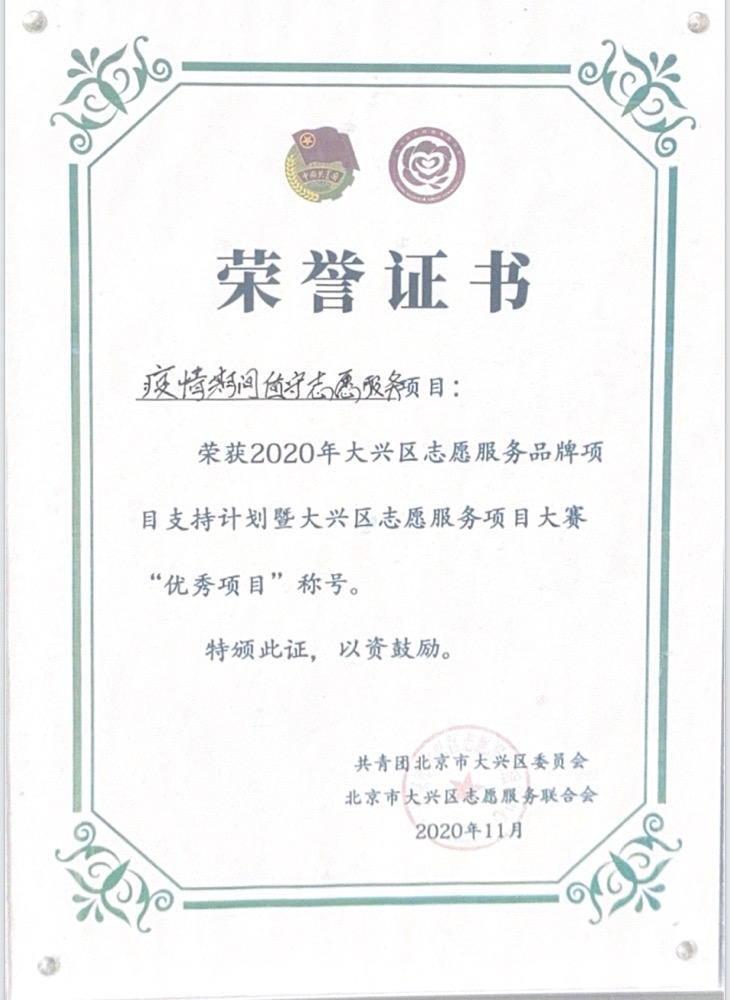 中国共青团
荣誉证书
疫情期间值守志愿服务项目：
荣获2020年大兴区志愿服务品牌项
目支持计划暨大兴区志愿服务项目大赛
“优秀项目”称号。
特颁此证，以资鼓励。
共青团北京市大兴区委员会
北京市大兴区志愿服务联合会
2020年11月